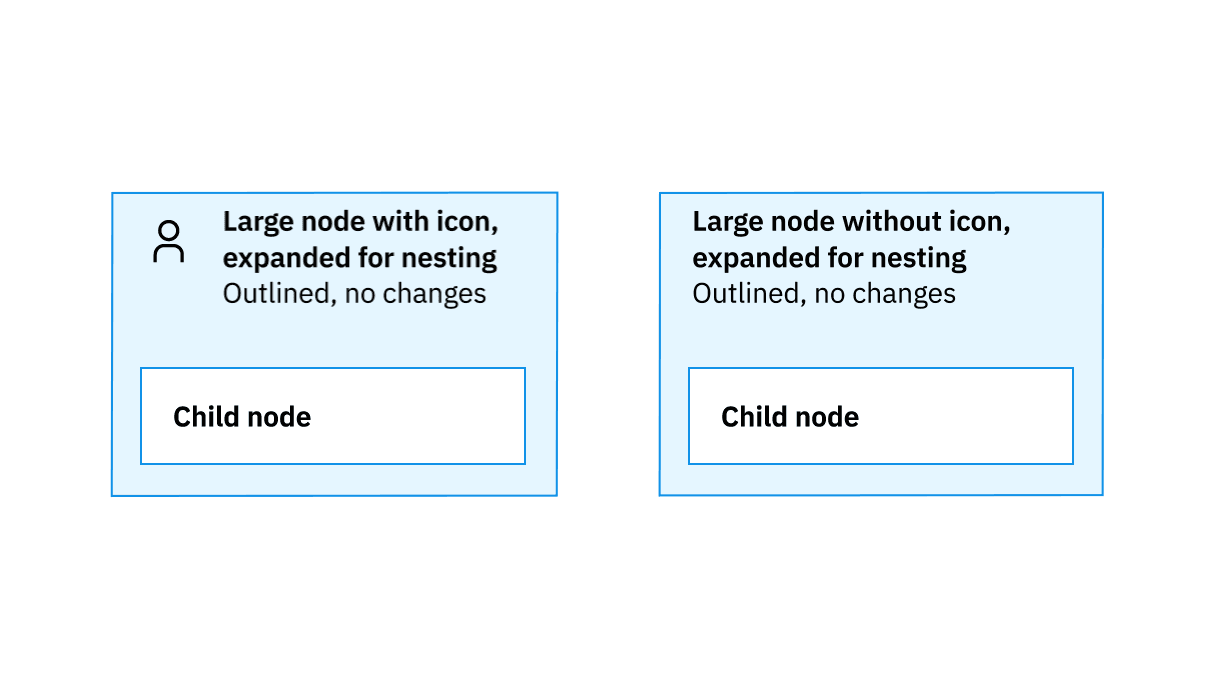 Large node with icon,
expanded for nesting
Outlined, no changes
Child node
Large node without icon,
expanded for nesting
Outlined, no changes
Child node